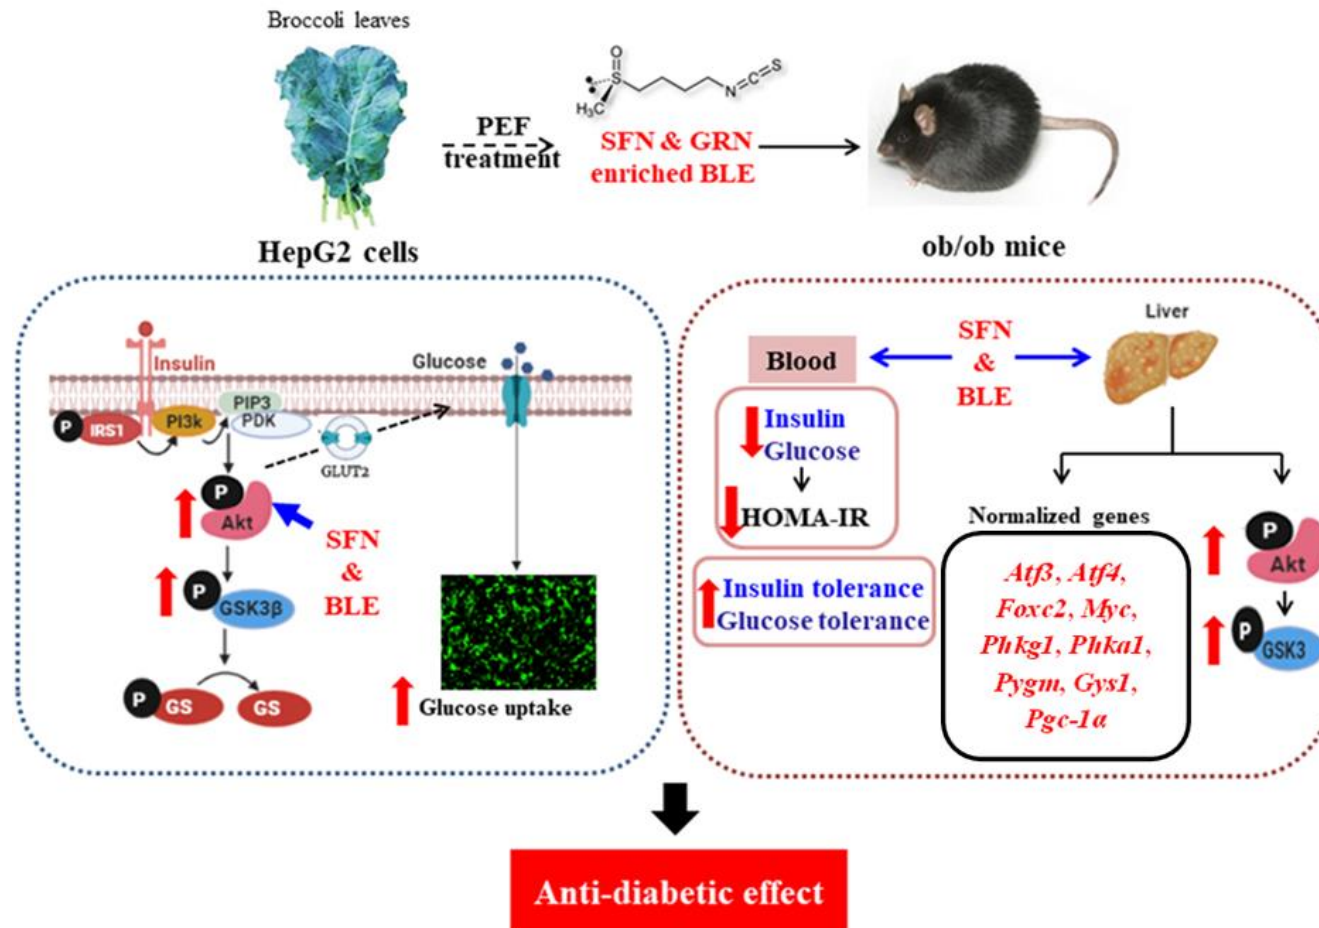 Broccoli leaves
PEF
treatment
O
S
H₃C
N
C
S
SFN & GRN
enriched BLE
HepG2 cells
ob/ob mice
Insulin
Glucose
P
IRS1
PI3k
PIP3
PDK
GLUT2
P
Akt
SFN
&
BLE
P
GSK3β
P
GS
GS
Glucose uptake
Blood
SFN
&
BLE
Liver
Insulin
Glucose
HOMA-IR
Insulin tolerance
Glucose tolerance
Normalized genes
Atf3, Atf4,
Foxc2, Myc,
Phkg1, Phka1,
Pygm, Gys1,
Pgc-1α
P
Akt
P
GSK3
Anti-diabetic effect